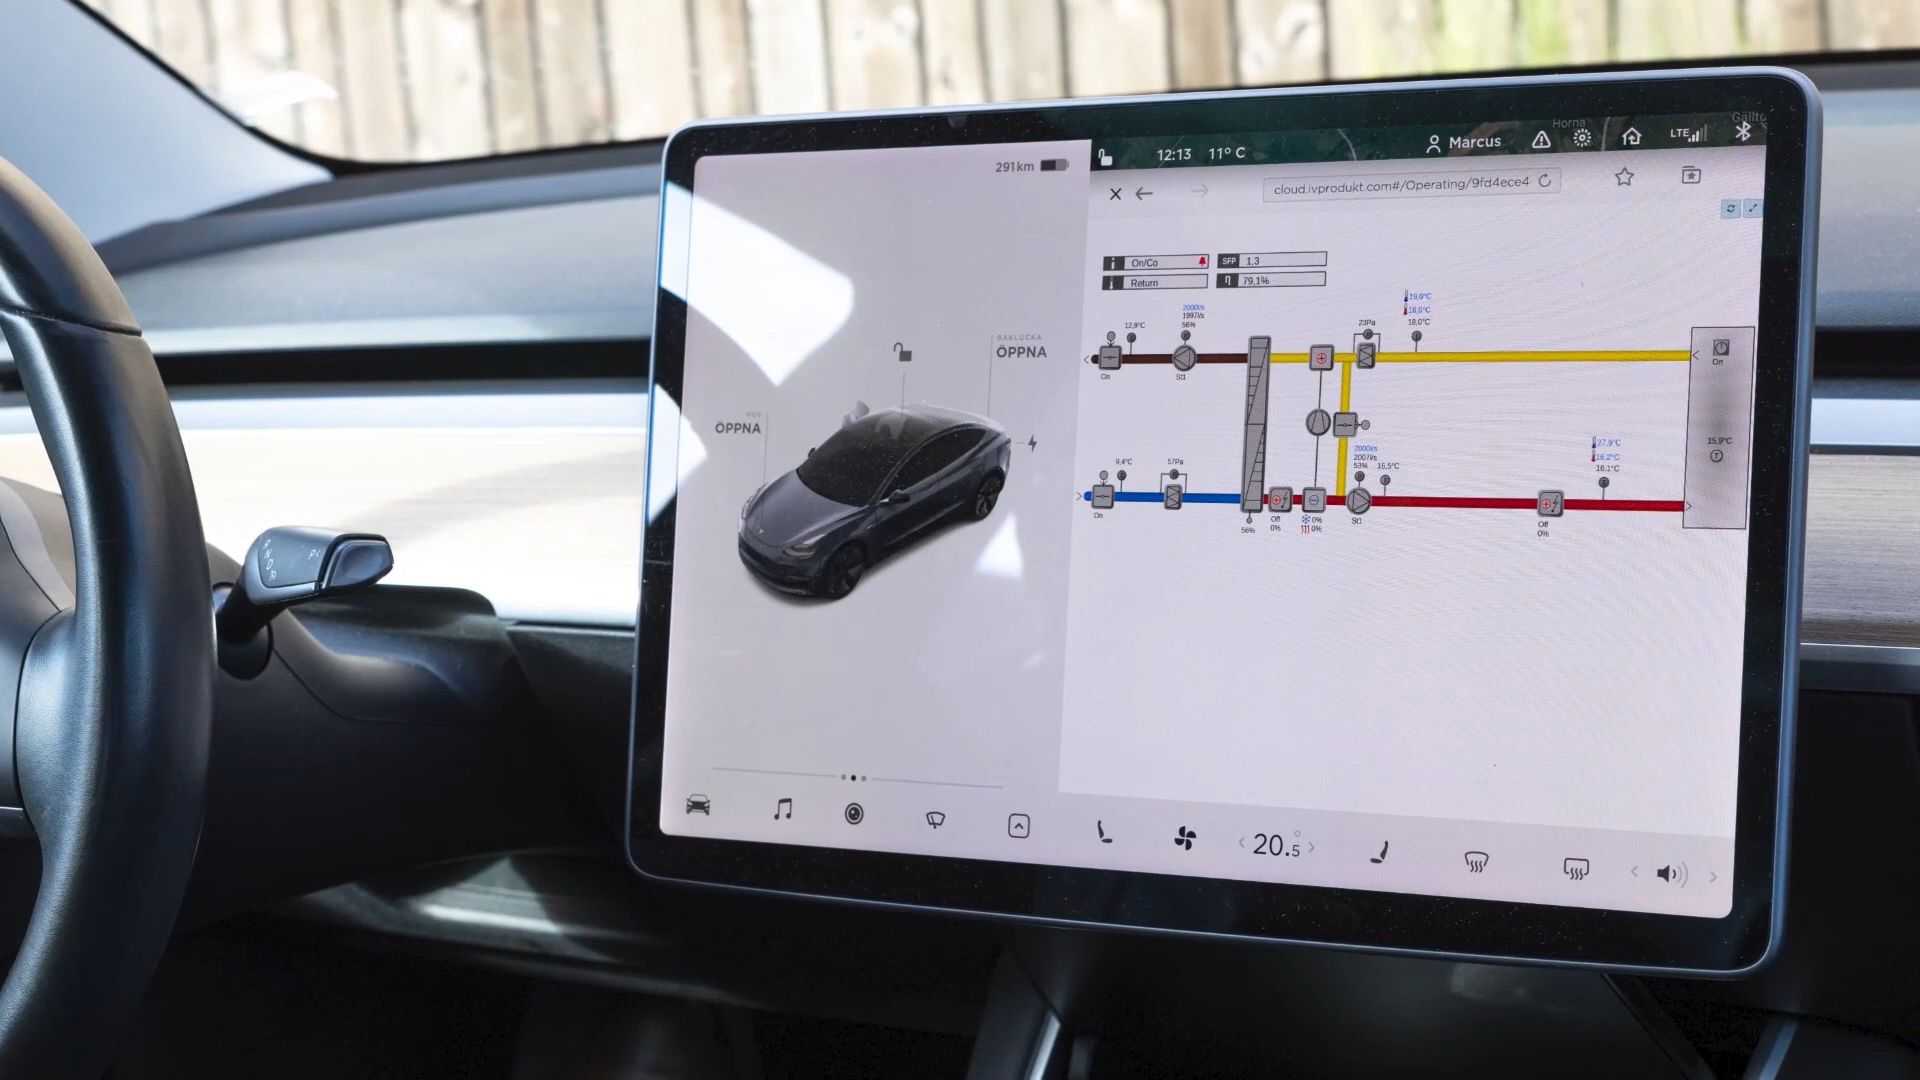 291km
12:13 11°C
Horna
Marcus
LTE
cloud.ivprodukt.com#/Operating/9fd4ece4
On/Co
SFP 1,3
Return
η 79,1%
ÖPPNA
BAKLUCKA
ÖPPNA
12,9°C
On
2000l/s
1997l/s
56%
St1
23Pa
19,0°C
18,0°C
18,0°C
On
15,9°C
9,4°C
On
57Pa
56%
Off
0%
0%
0%
2000l/s
2007l/s
53%
16,5°C
St1
Off
0%
27,9°C
16,2°C
16,1°C
R
N
D
P
20.5